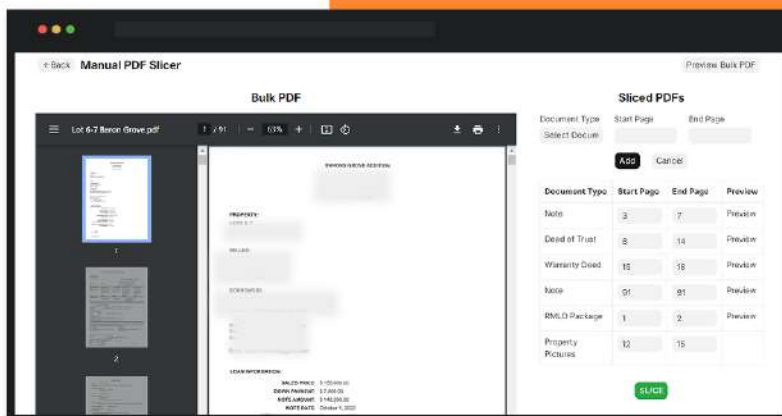 ← Back Manual PDF Slicer
Preview Bulk PDF
Bulk PDF
Lot 6-7 Beron Grove.pdf 1 / 91 − 63% +
1
2
PROPERTY:
SELLER:
LOAN INFORMATION:
SALES PRICE
DOWN PAYMENT
NOTE AMOUNT
NOTE DATE October
Sliced PDFs
Document Type Start Page End Page
Select Docum
Add Cancel
Document Type Start Page End Page Preview
Note 3 7 Preview
Deed of Trust 8 14 Preview
Warranty Deed 15 18 Preview
Note 91 91 Preview
RMLO Package 1 2 Preview
Property
Pictures 12 15
SLICE